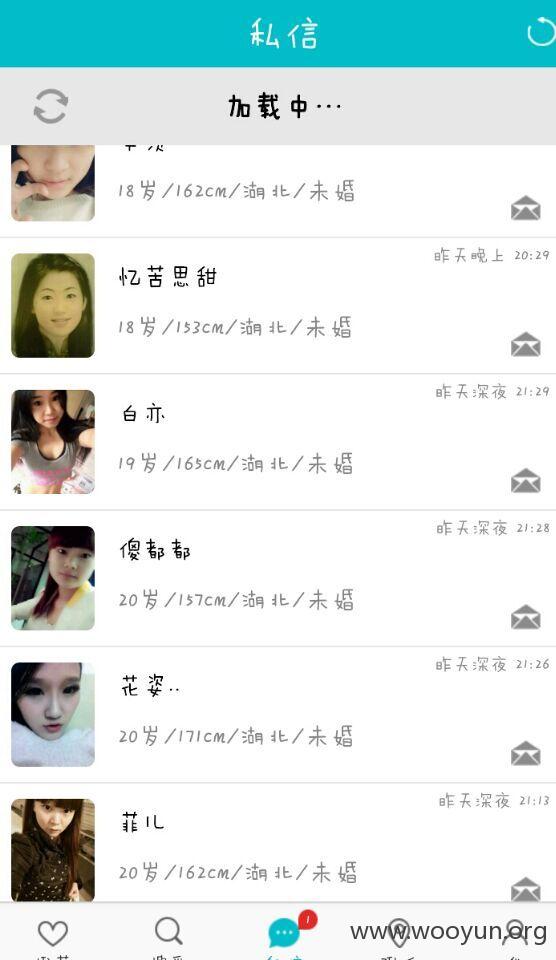 私信
加载中...
18岁/162cm/湖北/未婚
昨天晚上 20:29
忆苦思甜
18岁/153cm/湖北/未婚
昨天深夜 21:29
白亦
19岁/165cm/湖北/未婚
昨天深夜 21:28
傻都都
20岁/157cm/湖北/未婚
昨天深夜 21:26
花姿..
20岁/171cm/湖北/未婚
昨天深夜 21:13
菲儿
20岁/162cm/湖北/未婚
1
www.wooyun.org